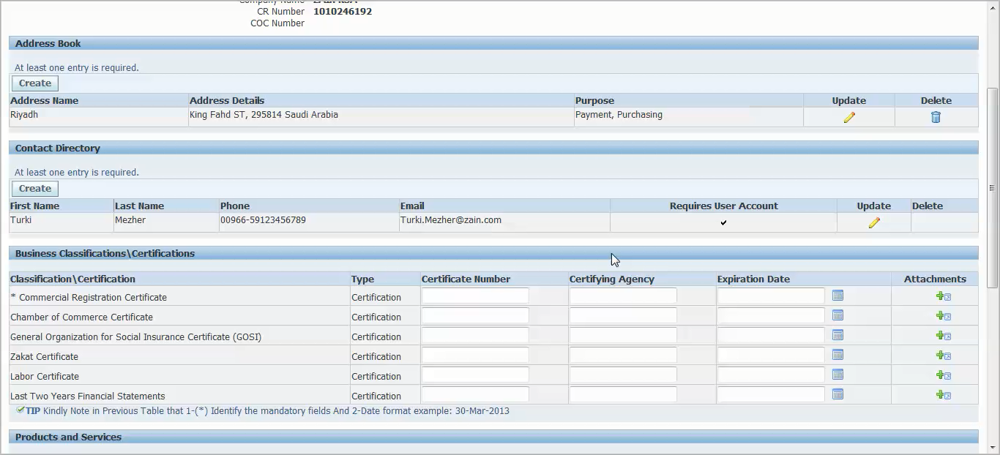 CR Number 1010246192
COC Number
Address Book
At least one entry is required.
Create
Address Name Address Details Purpose Update Delete
Riyadh King Fahd ST, 295814 Saudi Arabia Payment, Purchasing
Contact Directory
At least one entry is required.
Create
First Name Last Name Phone Email Requires User Account Update Delete
Turki Mezher 00966-59123456789 Turki.Mezher@zain.com
Business Classifications\Certifications
Classification\Certification Type Certificate Number Certifying Agency Expiration Date Attachments
* Commercial Registration Certificate Certification
Chamber of Commerce Certificate Certification
General Organization for Social Insurance Certificate (GOSI) Certification
Zakat Certificate Certification
Labor Certificate Certification
Last Two Years Financial Statements Certification
TIP Kindly Note in Previous Table that 1-(*) Identify the mandatory fields And 2-Date format example: 30-Mar-2013
Products and Services